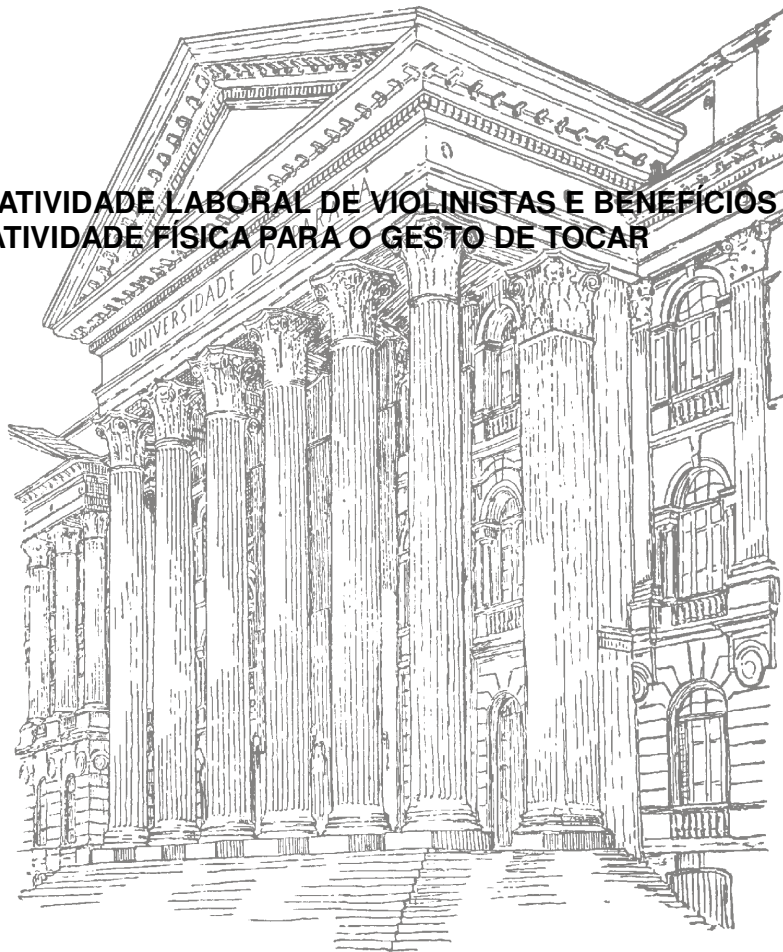 ATIVIDADE LABORAL DE VIOLINISTAS E BENEFÍCIOS
ATIVIDADE FÍSICA PARA O GESTO DE TOCAR
UNIVERSIDADE DO